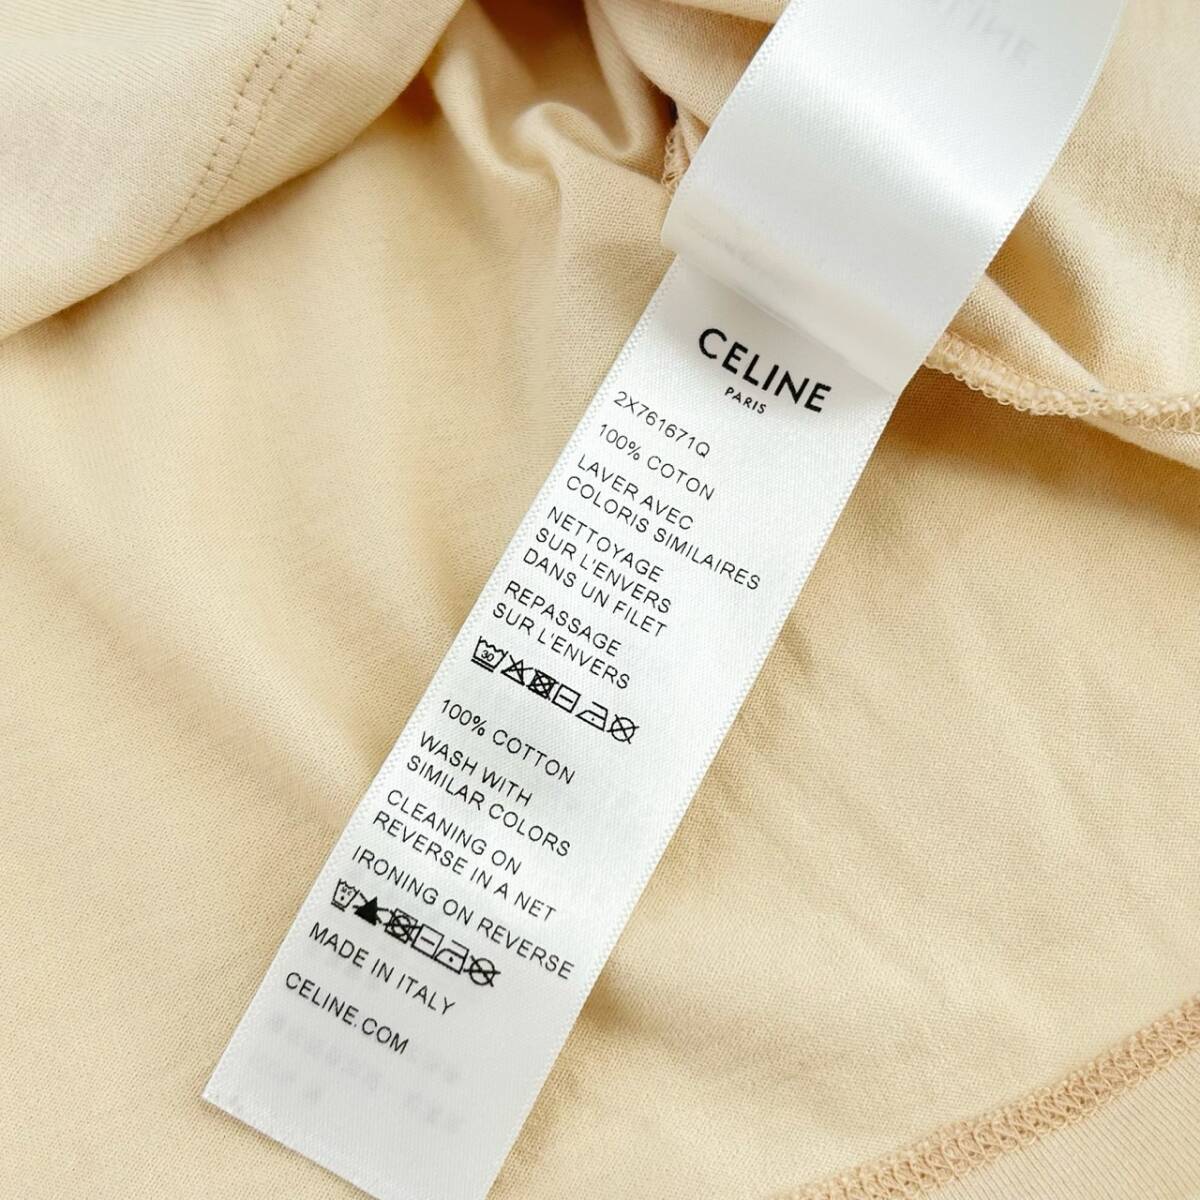 CELINE
PARIS
2X761671Q
100% COTON
LAVER AVEC
COLORIS SIMILAIRES
NETTOYAGE
SUR L'ENVERS
DANS UN FILET
REPASSAGE
SUR L'ENVERS
30
100% COTTON
WASH WITH
SIMILAR COLORS
CLEANING ON
REVERSE IN A NET
IRONING ON REVERSE
MADE IN ITALY
CELINE.COM